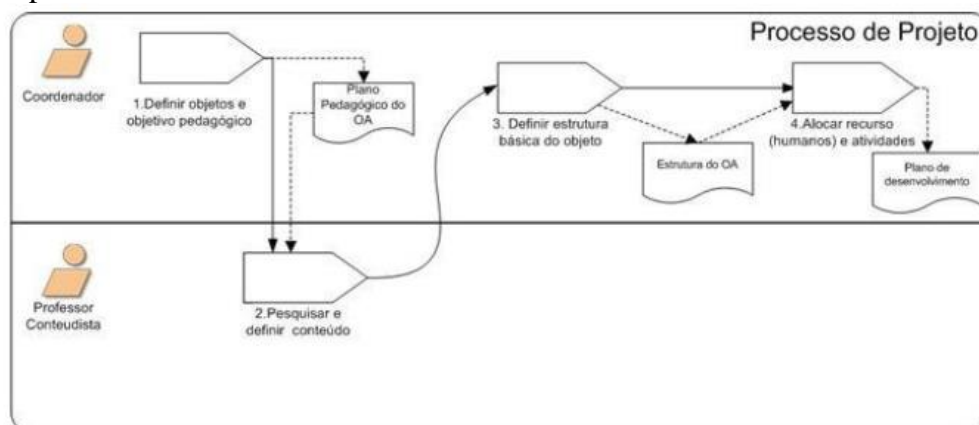 Processo de Projeto
Coordenador
1.Definir objetos e
objetivo pedagógico
Plano
Pedagógico do
OA
3. Definir estrutura
básica do objeto
Estrutura do OA
4.Alocar recurso
(humanos) e atividades
Plano de
desenvolvimento
Professor
Conteudista
2.Pesquisar e
definir conteúdo